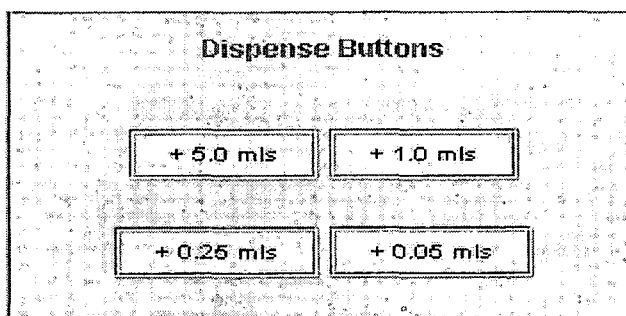 Dispense Buttons
+ 5.0 mls + 1.0 mls
+ 0.25 mls + 0.05 mls